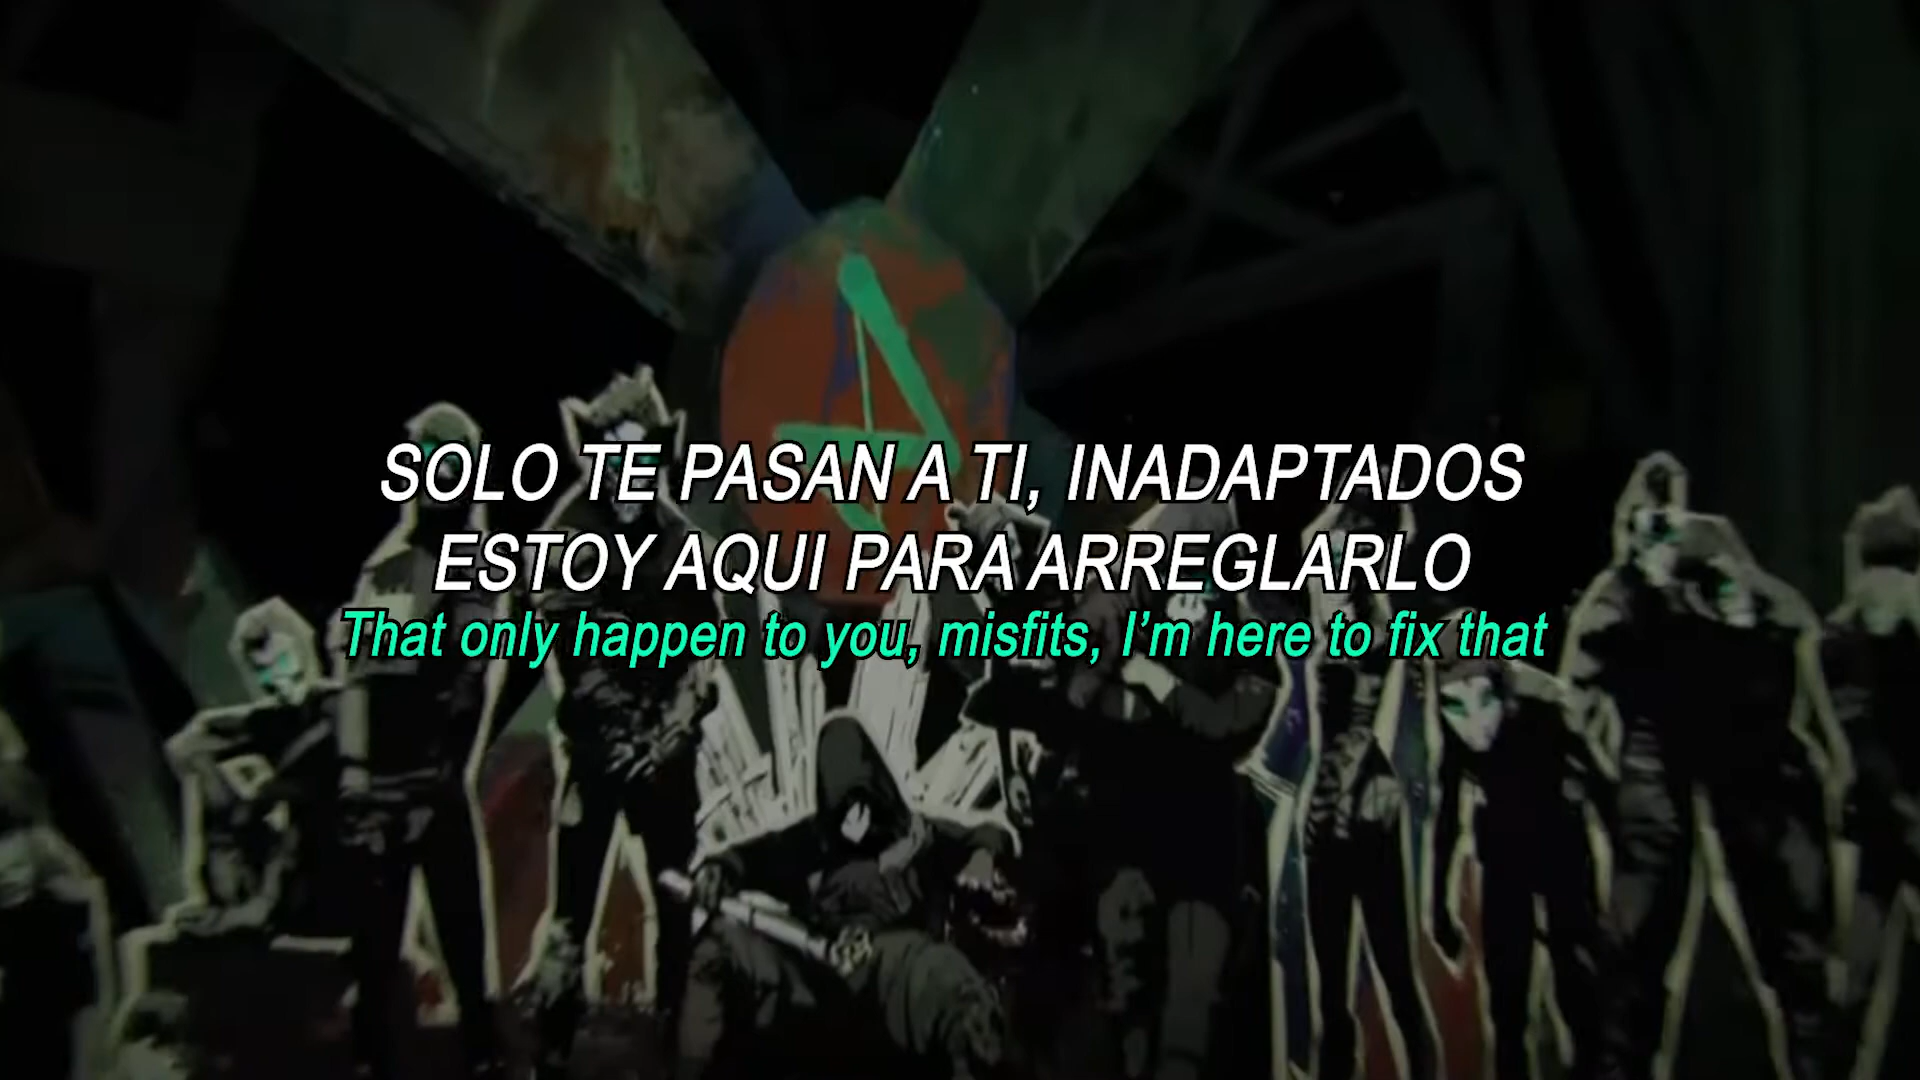 SOLO TE PASAN A TI, INADAPTADOS
ESTOY AQUI PARA ARREGLARLO
That only happen to you, misfits, I'm here to fix that